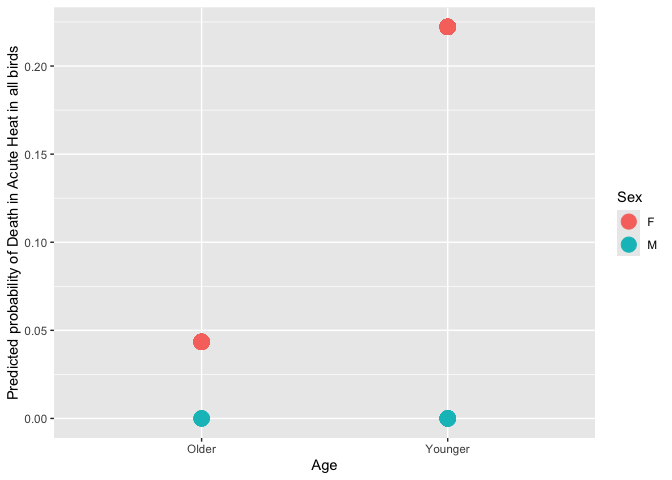 Predicted probability of Death in Acute Heat in all birds
0.20
0.15
0.10
0.05
0.00
Older
Younger
Age
Sex
F
M